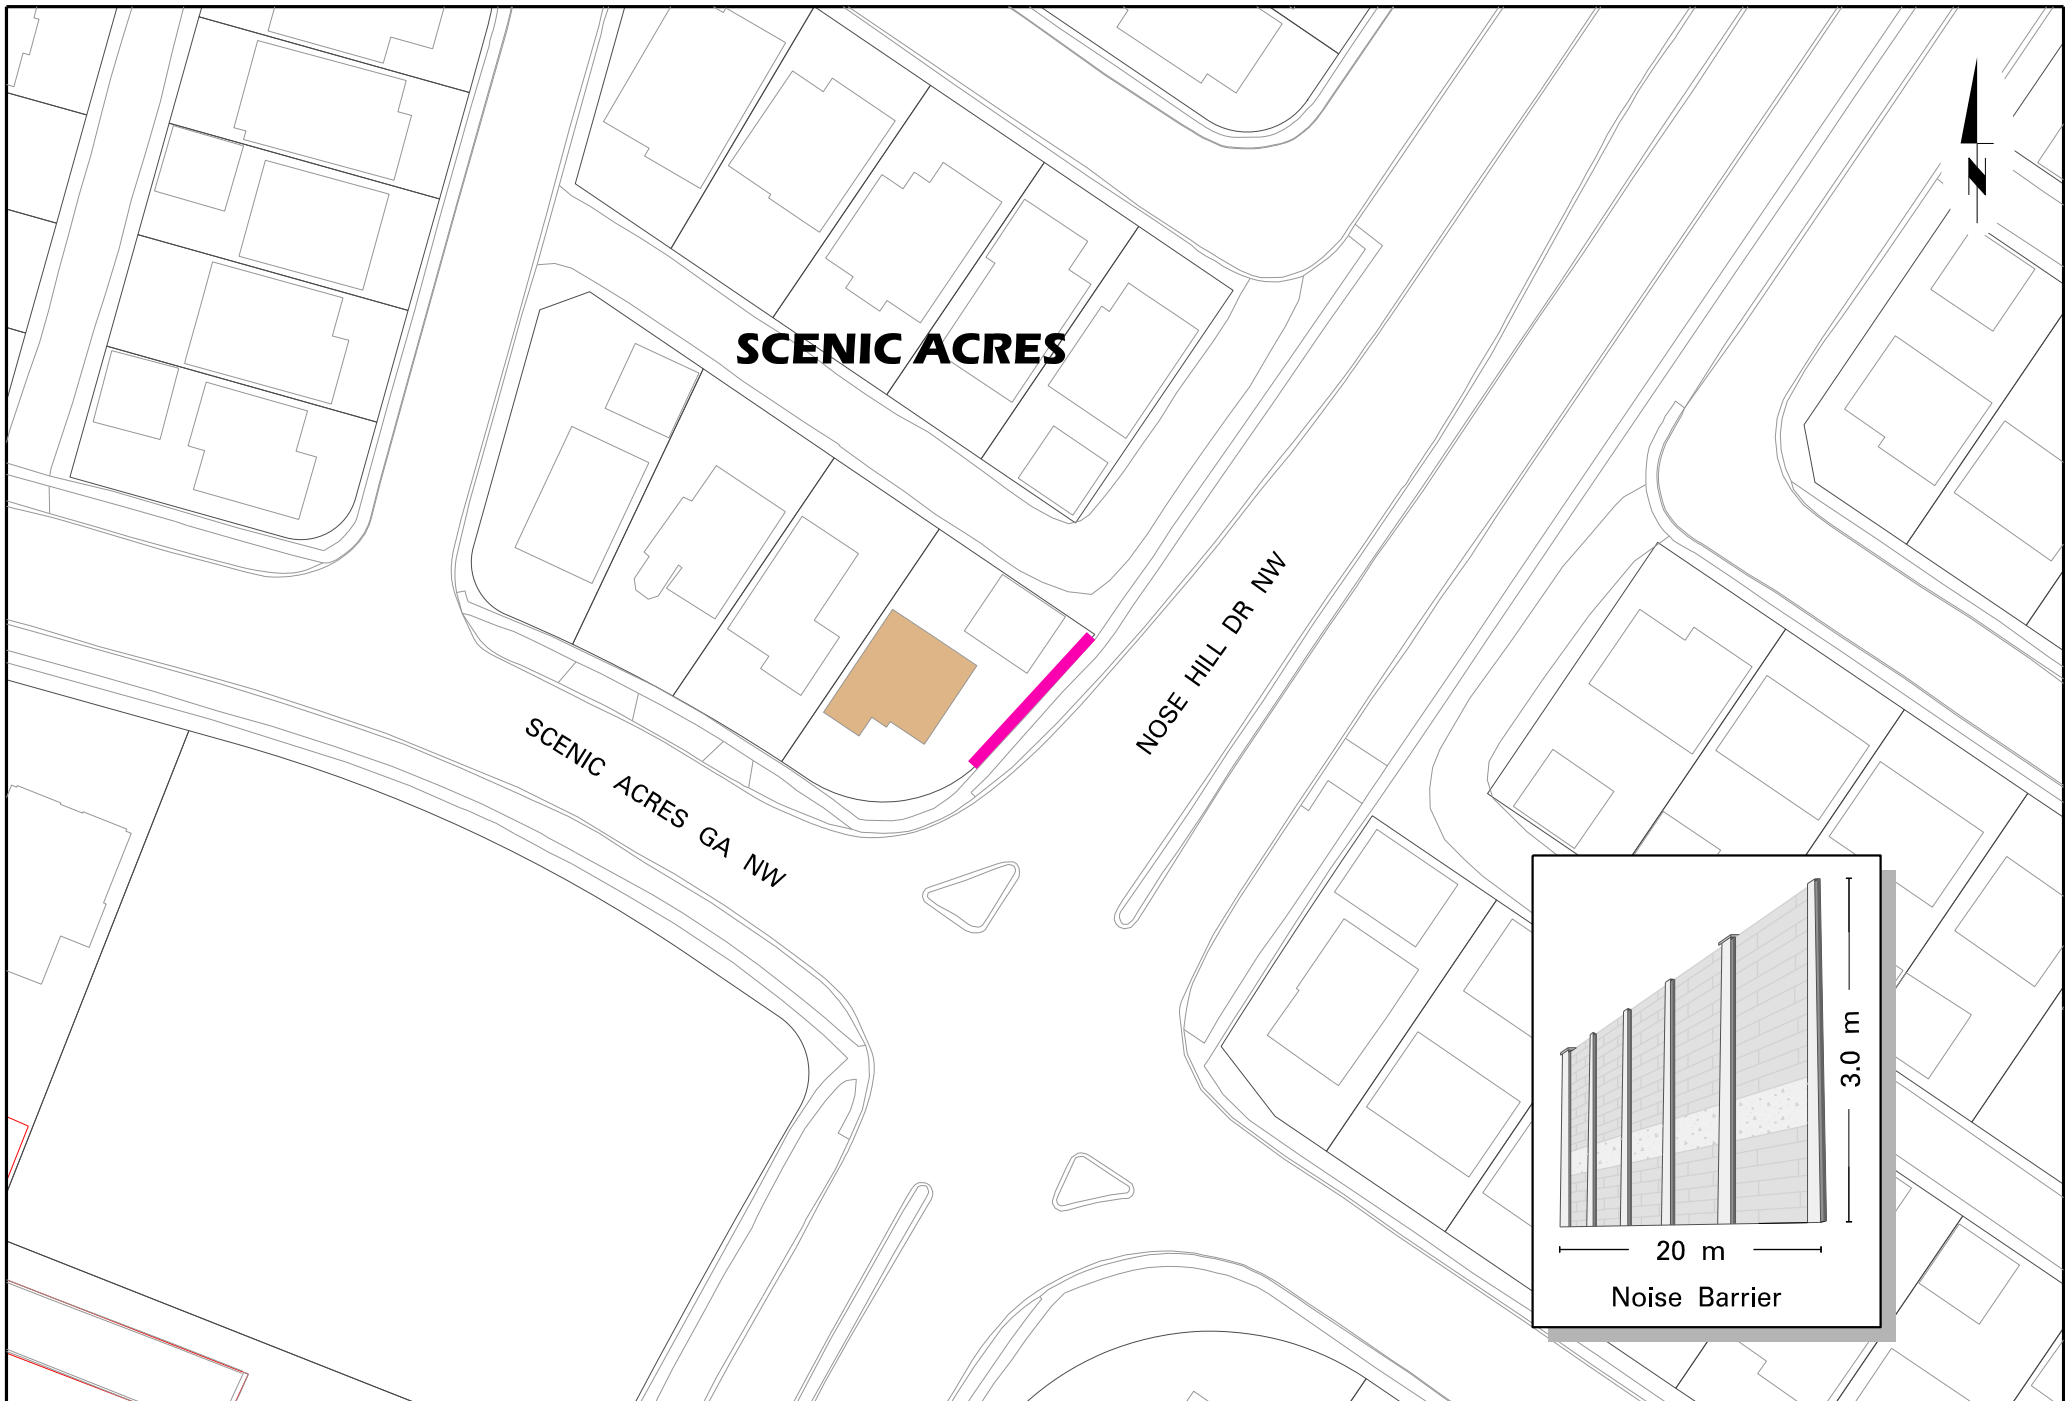 N
SCENIC ACRES
NOSE HILL DR NW
SCENIC ACRES GA NW
3.0 m
20 m
Noise Barrier